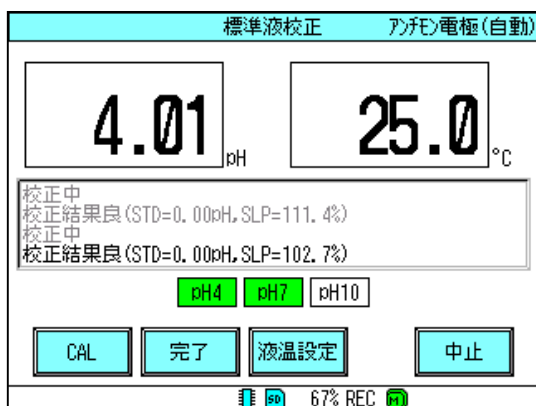 標準液校正 アンチモン電極(自動)
4.01 pH 25.0 °C
校正中
校正結果良(STD=0.00pH,SLP=111.4%)
校正中
校正結果良(STD=0.00pH,SLP=102.7%)
pH4 pH7 pH10
CAL 完了 液温設定 中止
SD 67% REC M